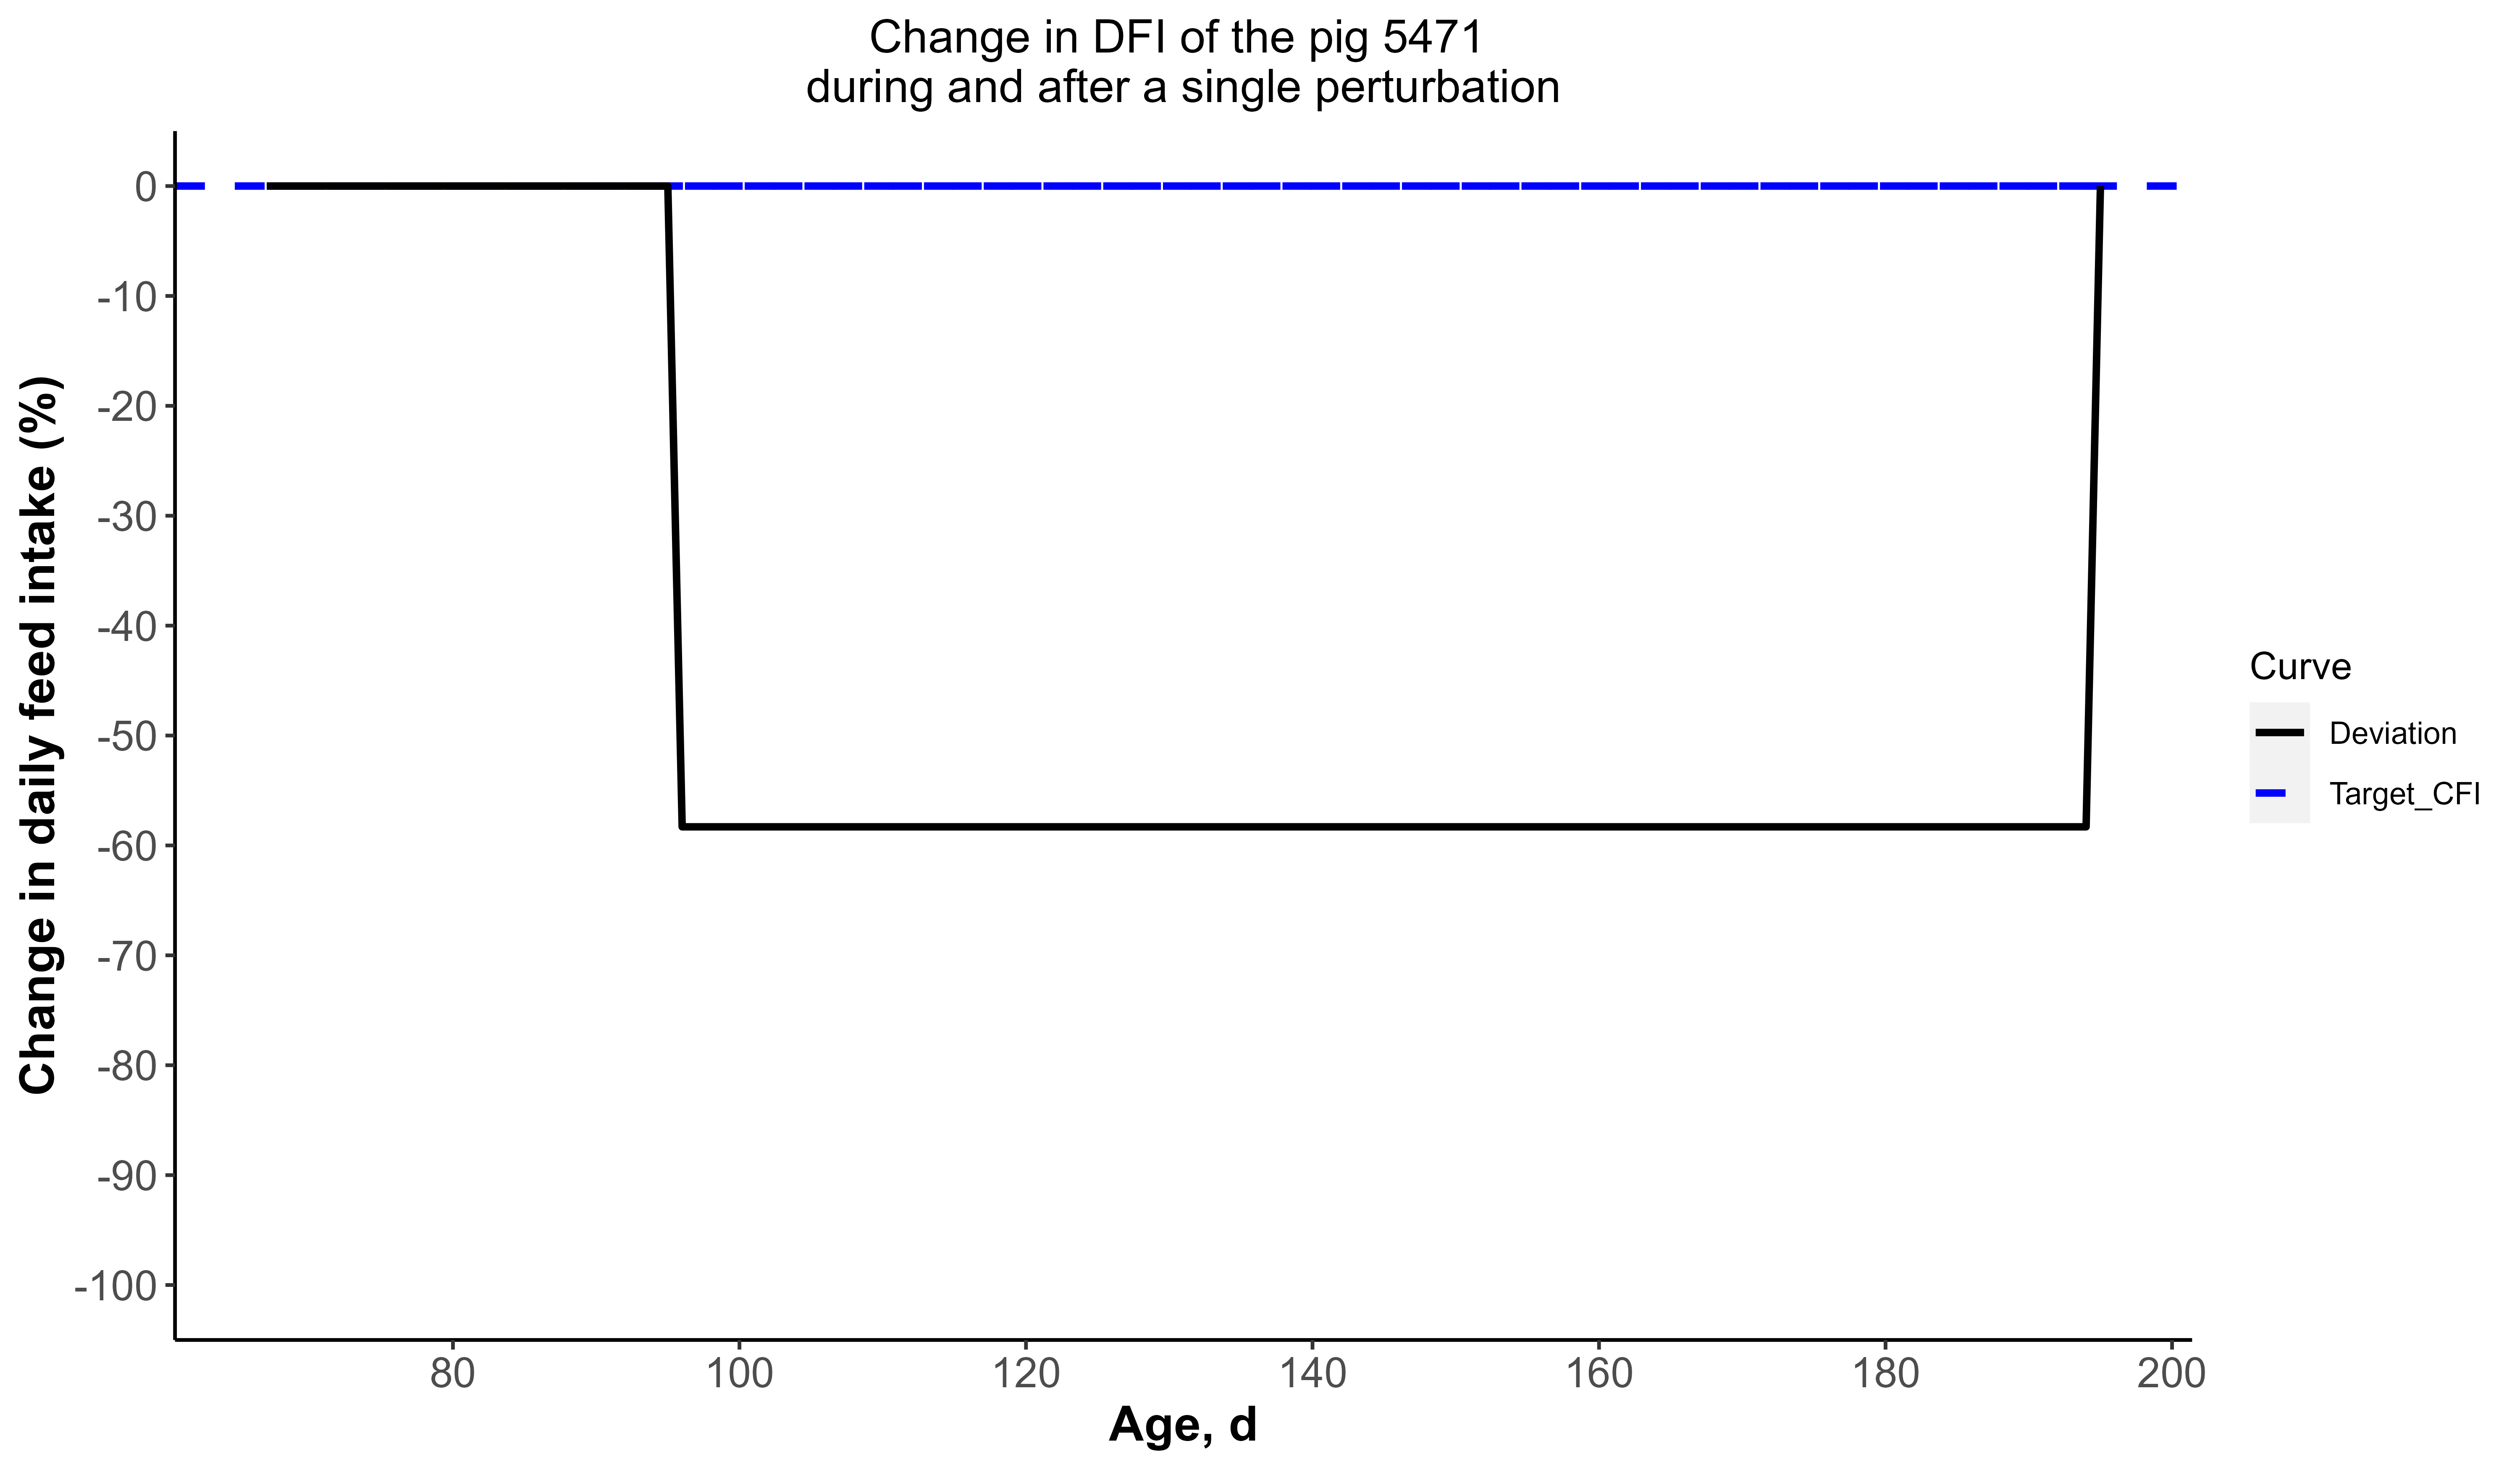 Change in DFI of the pig 5471
during and after a single perturbation
Change in daily feed intake (%)
0
-10
-20
-30
-40
-50
-60
-70
-80
-90
-100
80
100
120
140
160
180
200
Age, d
Curve
Deviation
Target_CFI